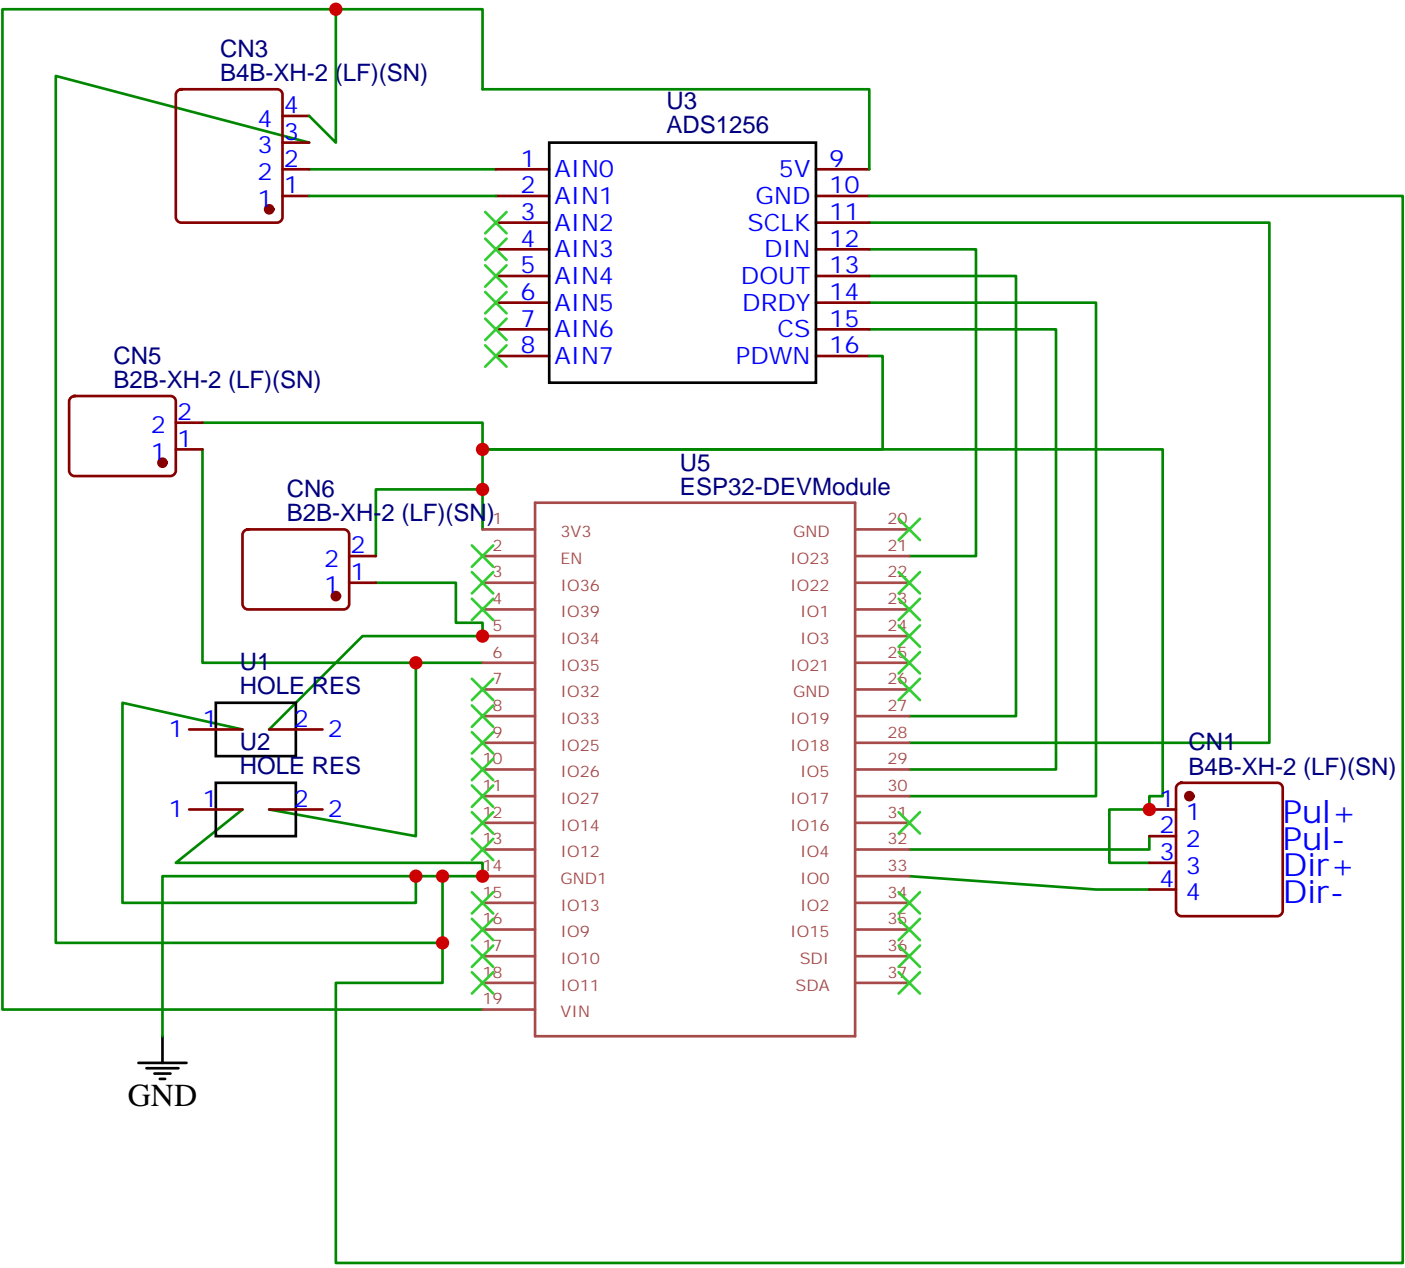 CN3
B4B-XH-2 (LF)(SN)
4
4
3
3
2
2
1
1
U3
ADS1256
1 AIN0
2 AIN1
3 AIN2
4 AIN3
5 AIN4
6 AIN5
7 AIN6
8 AIN7
5V 9
GND 10
SCLK 11
DIN 12
DOUT 13
DRDY 14
CS 15
PDWN 16
CN5
B2B-XH-2 (LF)(SN)
2
2
1
1
CN6
B2B-XH-2 (LF)(SN)
2
2
1
1
U5
ESP32-DEVModule
1 3V3
2 EN
3 IO36
4 IO39
5 IO34
6 IO35
7 IO32
8 IO33
9 IO25
10 IO26
11 IO27
12 IO14
13 IO12
14 GND1
15 IO13
16 IO9
17 IO10
18 IO11
19 VIN
GND 20
IO23 21
IO22 22
IO1 23
IO3 24
IO21 25
GND 26
IO19 27
IO18 28
IO5 29
IO17 30
IO16 31
IO4 32
IO0 33
IO2 34
IO15 35
SDI 36
SDA 37
U1
HOLE RES
1 1 2 2
U2
HOLE RES
1 1 2 2
CN1
B4B-XH-2 (LF)(SN)
1 1 Pul+
2 2 Pul-
3 3 Dir+
4 4 Dir-
GND